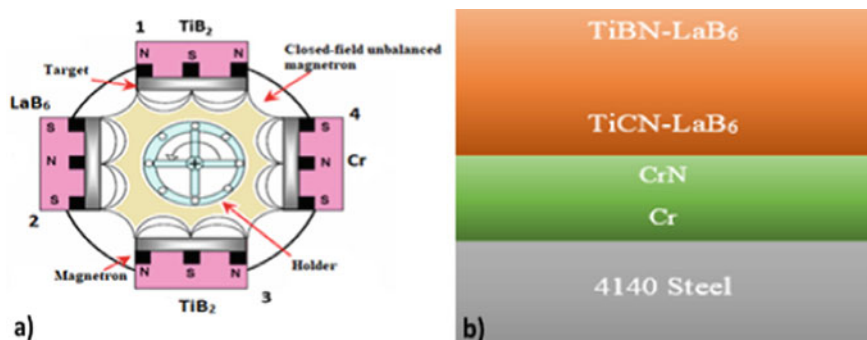 1
TiB₂
N S N
Closed-field unbalanced
magnetron
Target
LaB₆
4
S
N
S
S
N
S
Cr
2
Magnetron
N S N
Holder
TiB₂
3
a)
TiBN-LaB₆
TiCN-LaB₆
CrN
Cr
4140 Steel
b)